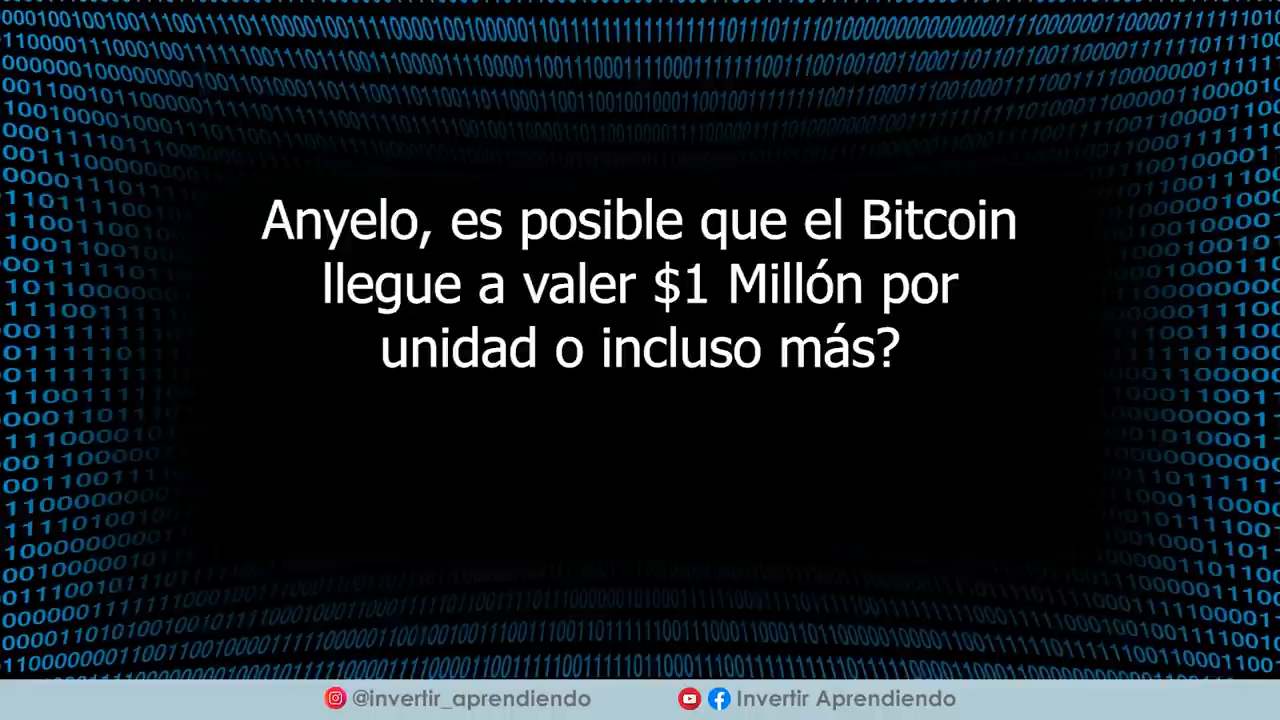 Anyelo, es posible que el Bitcoin
llegue a valer $1 Millón por
unidad o incluso más?
@invertir_aprendiendo
Invertir Aprendiendo